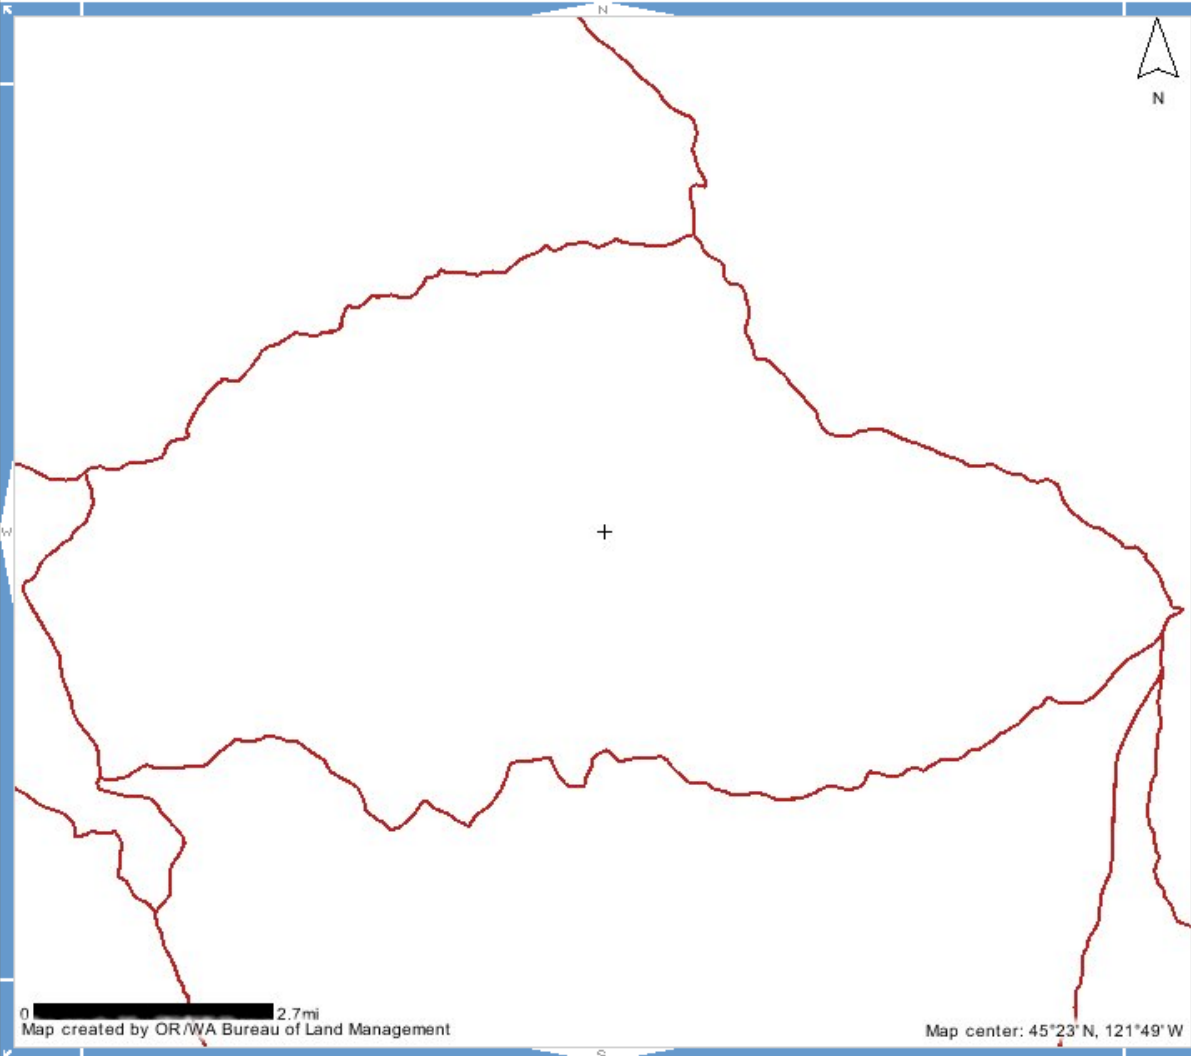 N
N
W
0 2.7mi
Map created by OR/WA Bureau of Land Management
Map center: 45°23' N, 121°49' W
S